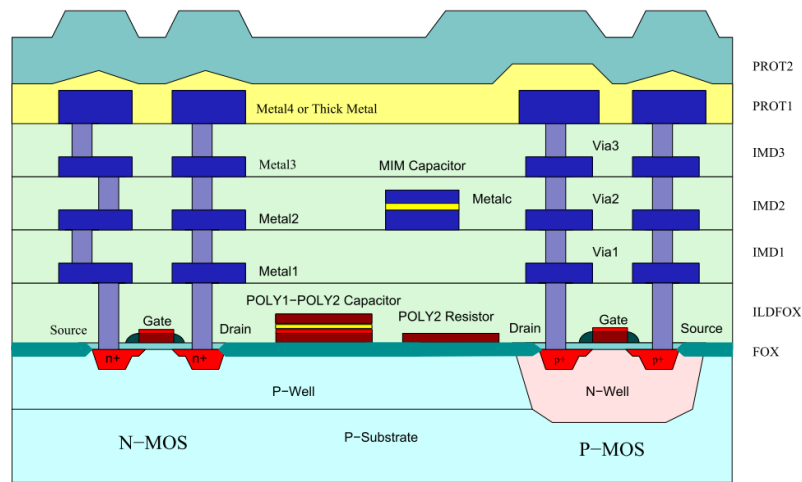 PROT2
Metal4 or Thick Metal
PROT1
Metal3
MIM Capacitor
Via3
IMD3
Metal2
Metalc
Via2
IMD2
Metal1
Via1
IMD1
POLY1−POLY2 Capacitor
POLY2 Resistor
ILDFOX
Source
Gate
Drain
Drain
Gate
Source
FOX
n+
n+
p+
p+
P−Well
N−Well
P−Substrate
N−MOS
P−MOS